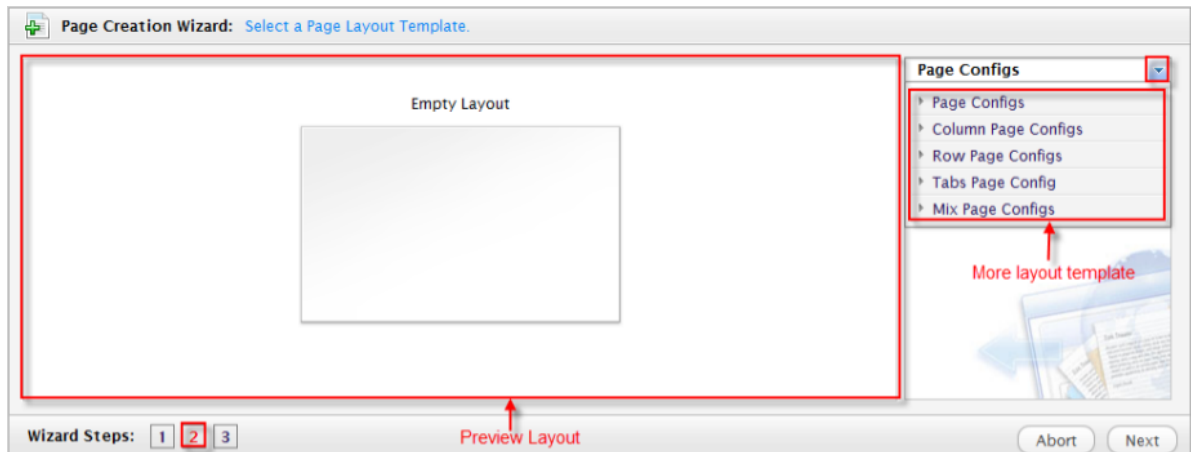 Page Creation Wizard: Select a Page Layout Template.
Empty Layout
Page Configs
Page Configs
Column Page Configs
Row Page Configs
Tabs Page Config
Mix Page Configs
More layout template
Preview Layout
Wizard Steps: 1 2 3
Abort Next